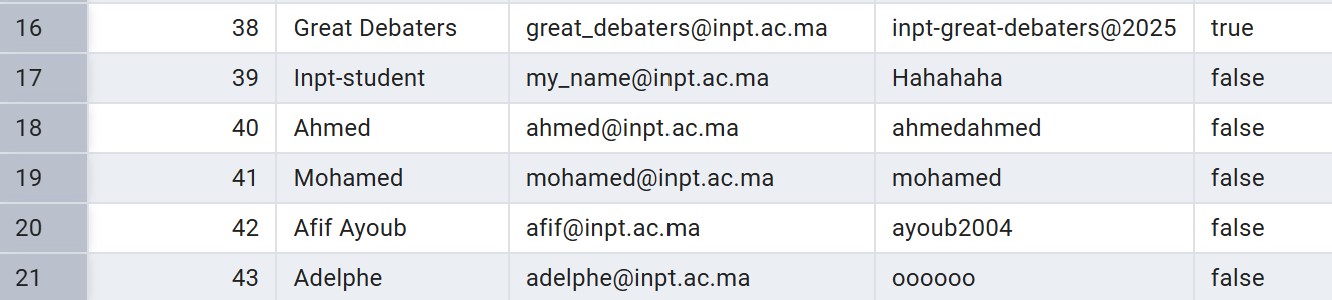 16 38 Great Debaters great_debaters@inpt.ac.ma inpt-great-debaters@2025 true
17 39 Inpt-student my_name@inpt.ac.ma Hahahaha false
18 40 Ahmed ahmed@inpt.ac.ma ahmedahmed false
19 41 Mohamed mohamed@inpt.ac.ma mohamed false
20 42 Afif Ayoub afif@inpt.ac.ma ayoub2004 false
21 43 Adelphe adelphe@inpt.ac.ma oooooo false